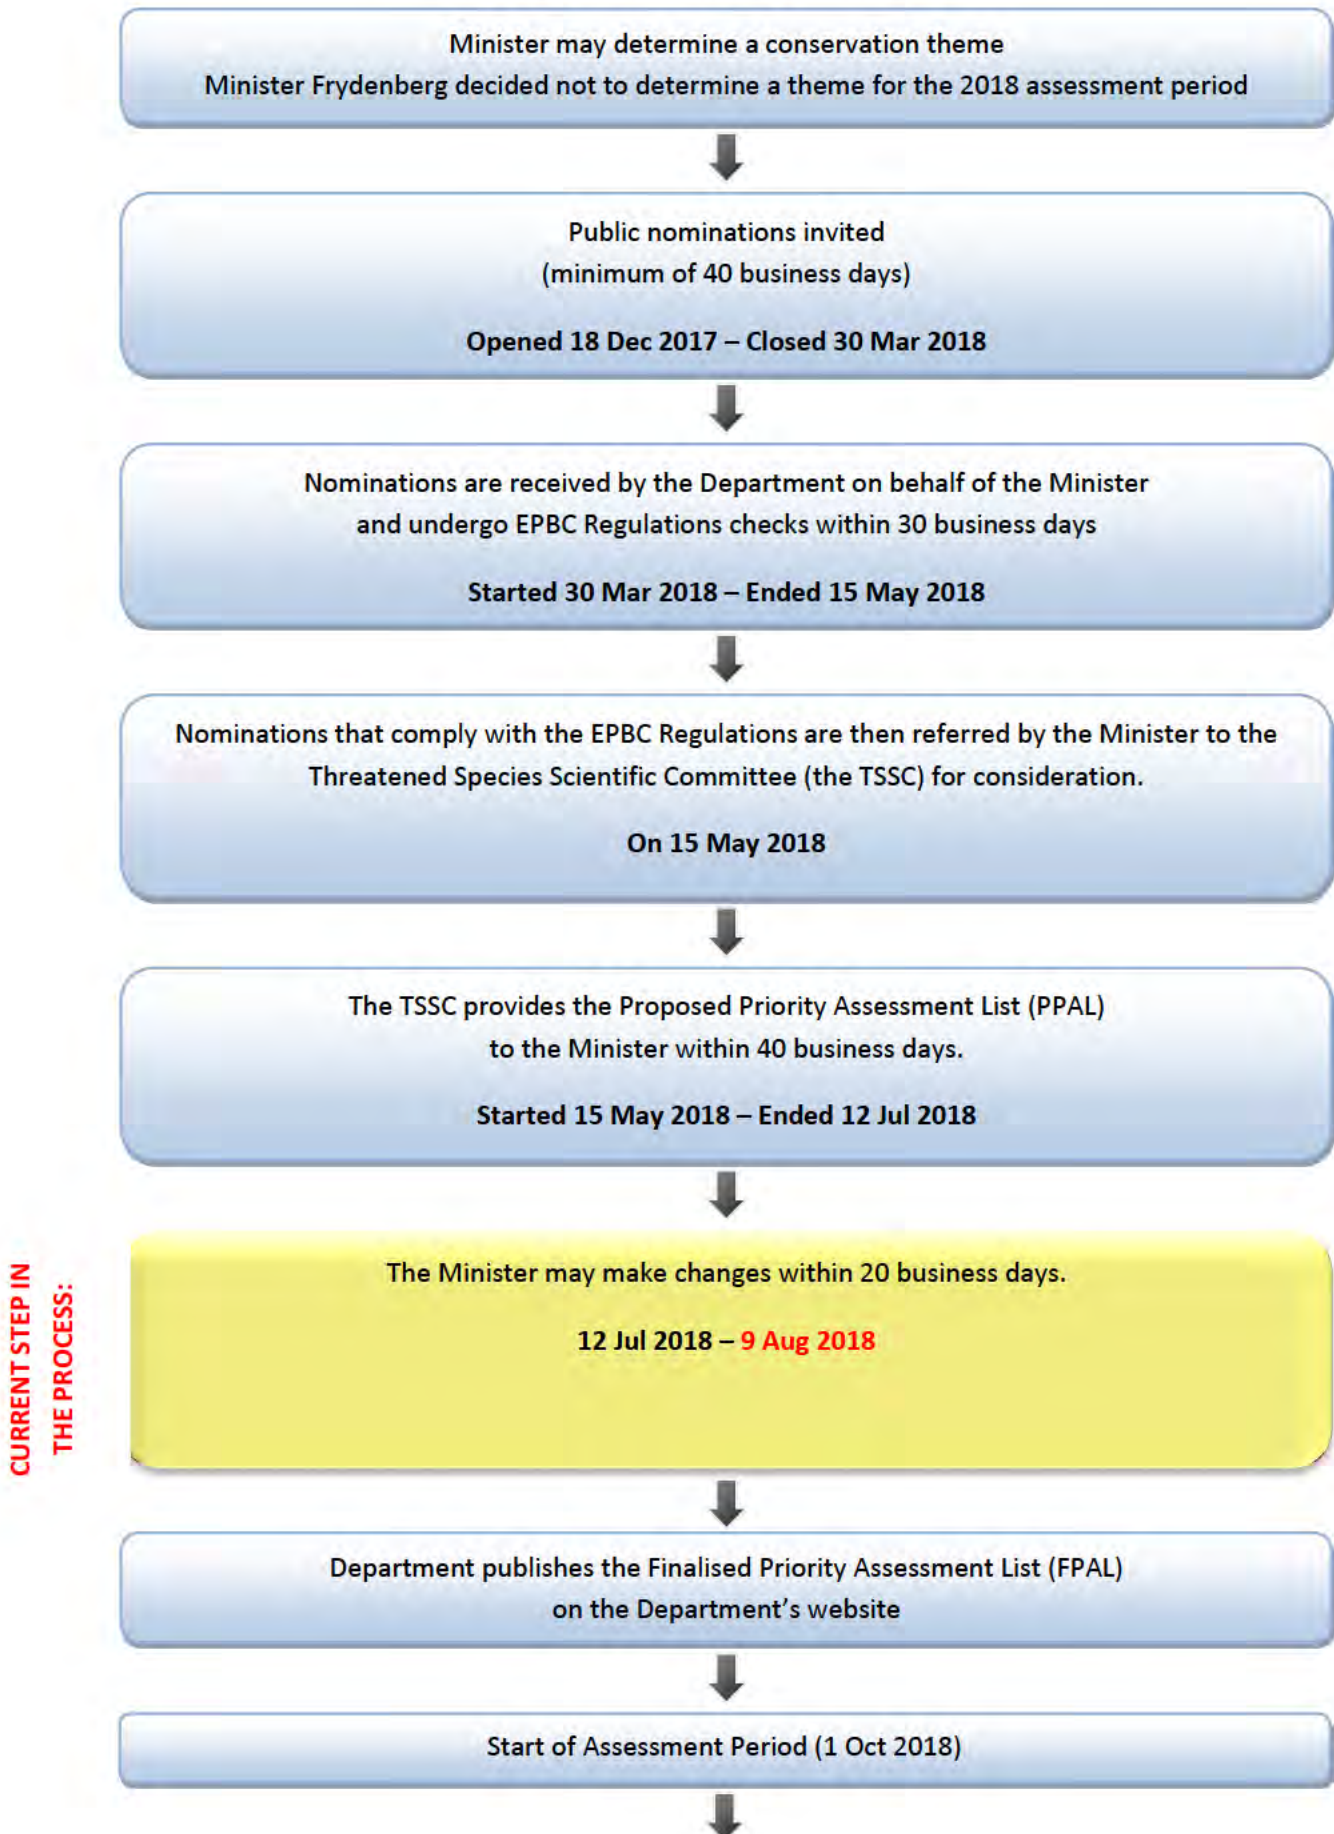 Minister may determine a conservation theme
Minister Frydenberg decided not to determine a theme for the 2018 assessment period
Public nominations invited
(minimum of 40 business days)
Opened 18 Dec 2017 – Closed 30 Mar 2018
Nominations are received by the Department on behalf of the Minister
and undergo EPBC Regulations checks within 30 business days
Started 30 Mar 2018 – Ended 15 May 2018
Nominations that comply with the EPBC Regulations are then referred by the Minister to the
Threatened Species Scientific Committee (the TSSC) for consideration.
On 15 May 2018
The TSSC provides the Proposed Priority Assessment List (PPAL)
to the Minister within 40 business days.
Started 15 May 2018 – Ended 12 Jul 2018
CURRENT STEP IN
THE PROCESS:
The Minister may make changes within 20 business days.
12 Jul 2018 – 9 Aug 2018
Department publishes the Finalised Priority Assessment List (FPAL)
on the Department's website
Start of Assessment Period (1 Oct 2018)